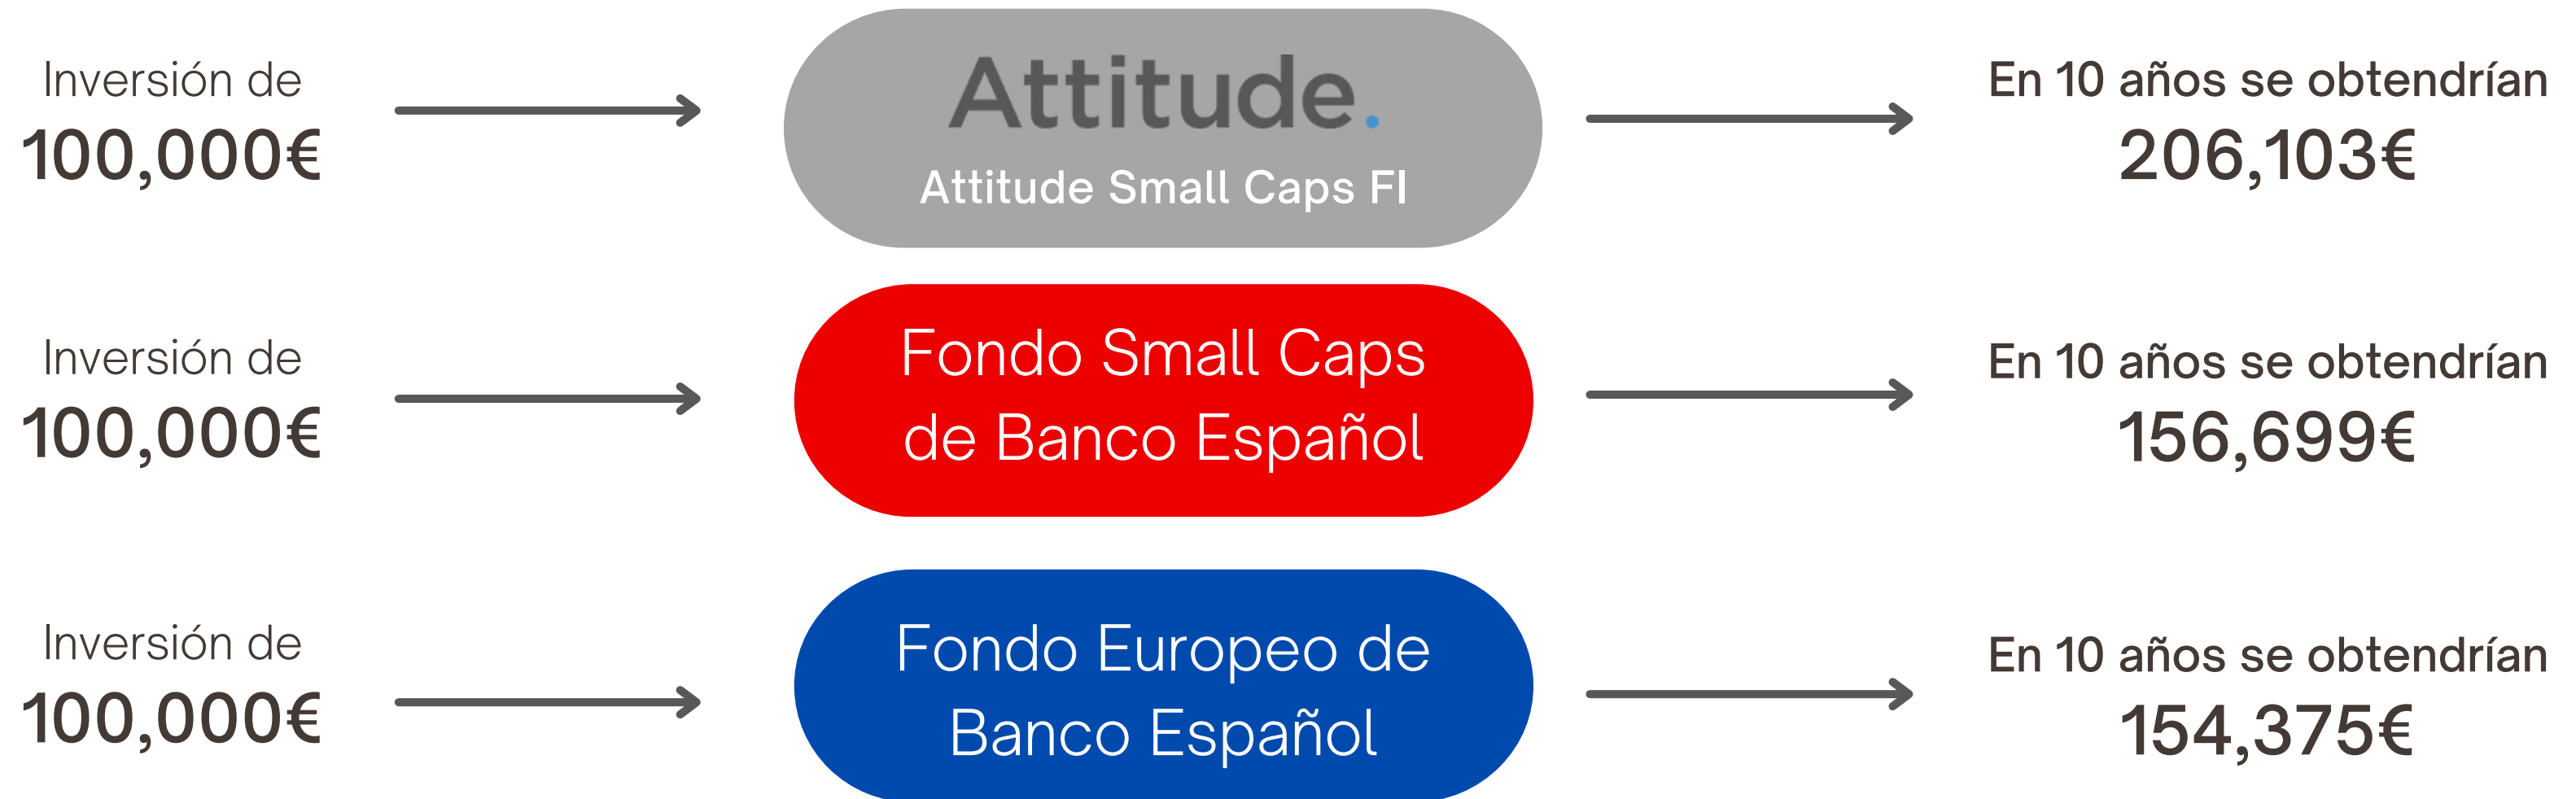 Inversión de
100,000€
Attitude.
Attitude Small Caps FI
En 10 años se obtendrían
206,103€
Inversión de
100,000€
Fondo Small Caps
de Banco Español
En 10 años se obtendrían
156,699€
Inversión de
100,000€
Fondo Europeo de
Banco Español
En 10 años se obtendrían
154,375€